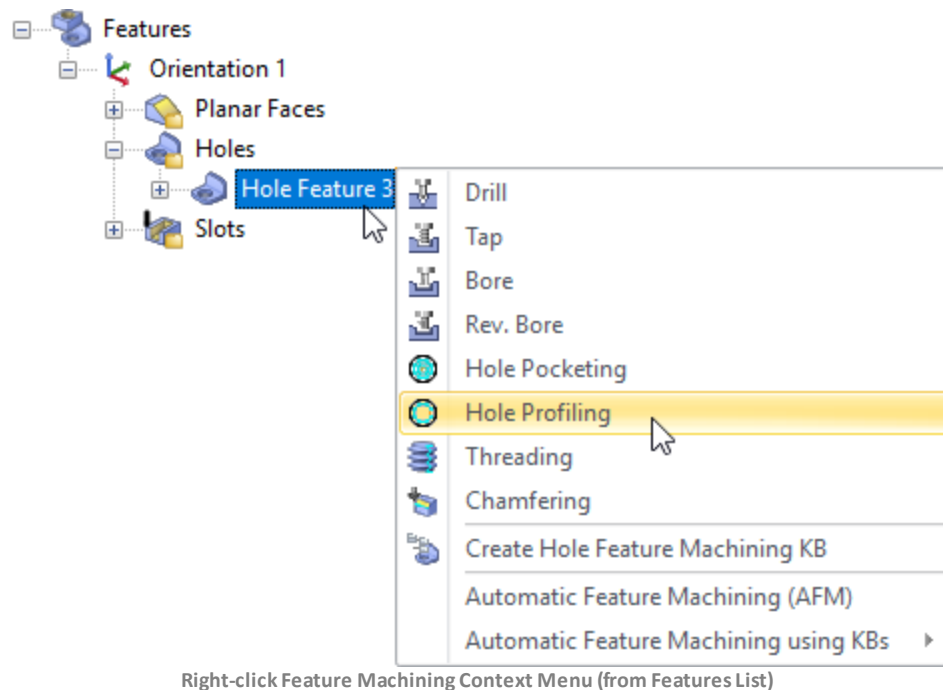 Features
Orientation 1
Planar Faces
Holes
Hole Feature 3
Slots
Drill
Tap
Bore
Rev. Bore
Hole Pocketing
Hole Profiling
Threading
Chamfering
Create Hole Feature Machining KB
Automatic Feature Machining (AFM)
Automatic Feature Machining using KBs
Right-click Feature Machining Context Menu (from Features List)